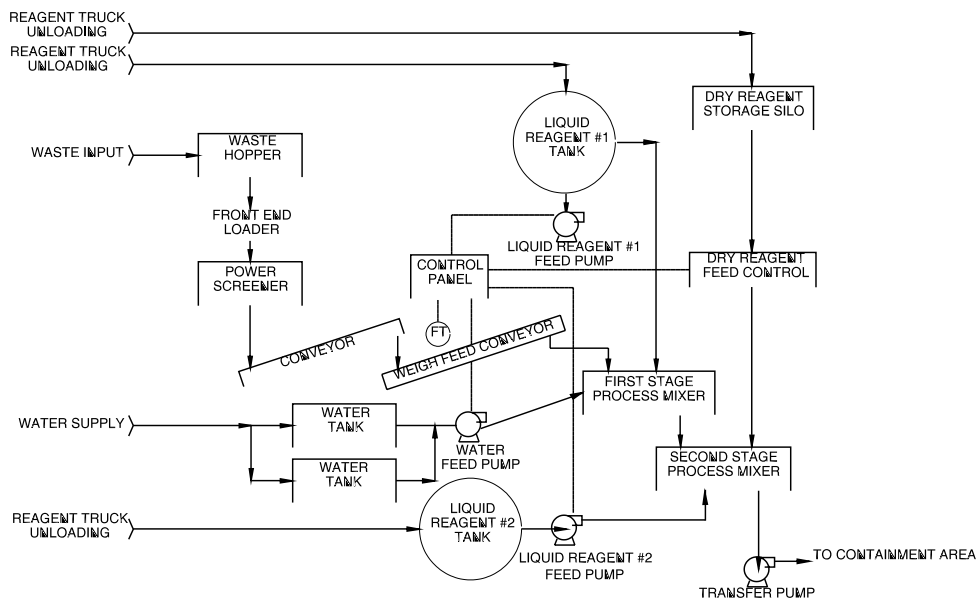 REAGENT TRUCK
UNLOADING
REAGENT TRUCK
UNLOADING
DRY REAGENT
STORAGE SILO
LIQUID
REAGENT #1
TANK
WASTE INPUT
WASTE
HOPPER
FRONT END
LOADER
LIQUID REAGENT #1
FEED PUMP
CONTROL
PANEL
DRY REAGENT
FEED CONTROL
POWER
SCREENER
FT
CONVEYOR
WEIGH FEED CONVEYOR
FIRST STAGE
PROCESS MIXER
WATER SUPPLY
WATER
TANK
WATER
FEED PUMP
WATER
TANK
SECOND STAGE
PROCESS MIXER
REAGENT TRUCK
UNLOADING
LIQUID
REAGENT #2
TANK
LIQUID REAGENT #2
FEED PUMP
TO CONTAINMENT AREA
TRANSFER PUMP